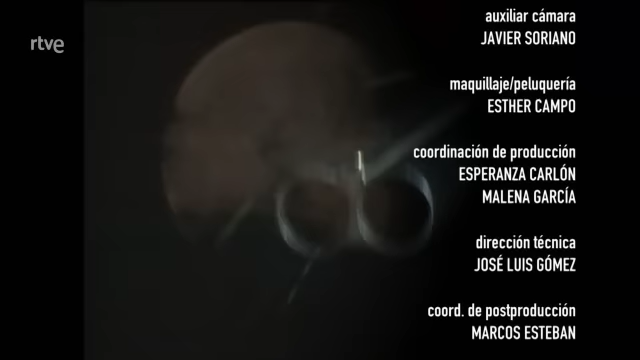 rtve
auxiliar cámara
JAVIER SORIANO
maquillaje/peluquería
ESTHER CAMPO
coordinación de producción
ESPERANZA CARLÓN
MALENA GARCÍA
dirección técnica
JOSÉ LUIS GÓMEZ
coord. de postproducción
MARCOS ESTEBAN